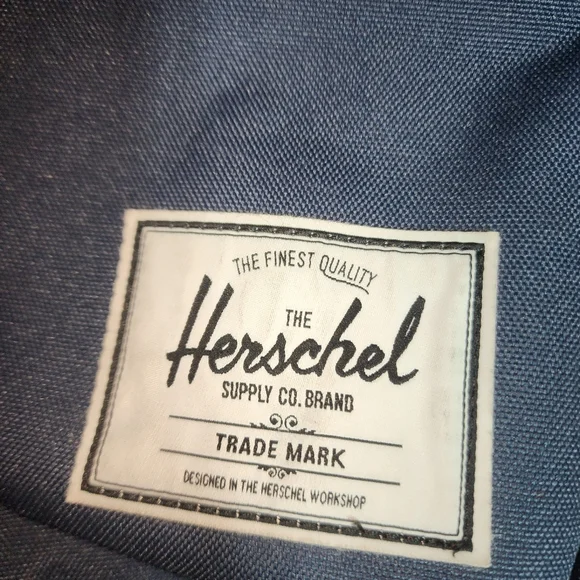 THE FINEST QUALITY
THE
Herschel
SUPPLY CO. BRAND
TRADE MARK
DESIGNED IN THE HERSCHEL WORKSHOP